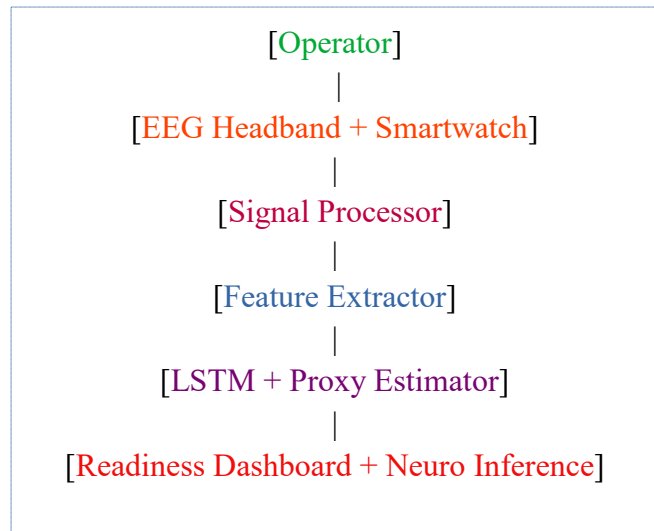 [Operator]
|
[EEG Headband + Smartwatch]
|
[Signal Processor]
|
[Feature Extractor]
|
[LSTM + Proxy Estimator]
|
[Readiness Dashboard + Neuro Inference]